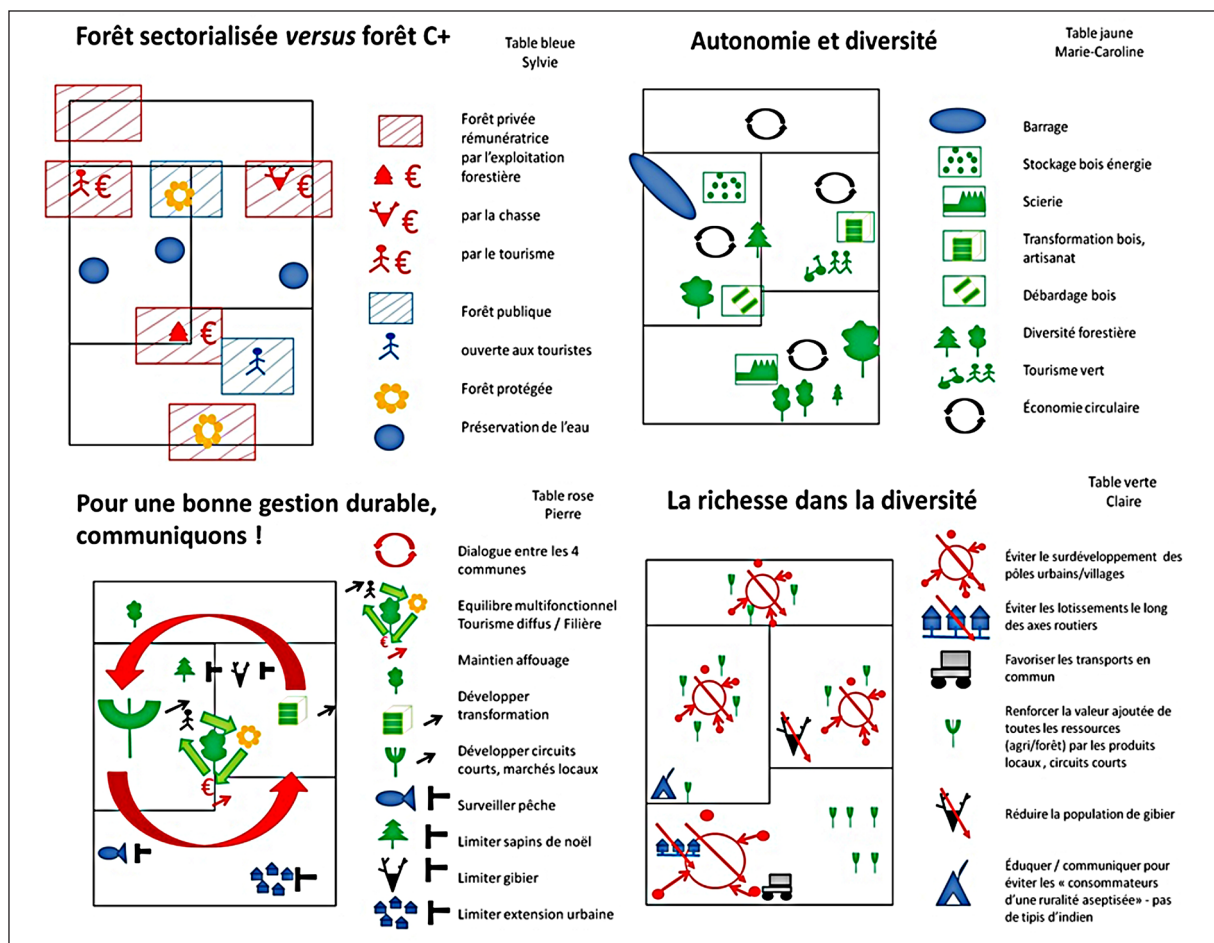 Forêt sectorialisée versus forêt C+
Table bleue
Sylvie
Forêt privée
rémunératrice
par l'exploitation
forestière
€
par la chasse
€
par le tourisme
€
Forêt publique
ouverte aux touristes
Forêt protégée
Préservation de l'eau
€
€
€
Autonomie et diversité
Table jaune
Marie-Caroline
Barrage
Stockage bois énergie
Scierie
Transformation bois,
artisanat
Débardage bois
Diversité forestière
Tourisme vert
Économie circulaire
Pour une bonne gestion durable,
communiquons !
Table rose
Pierre
Dialogue entre les 4
communes
Equilibre multifonctionnel
Tourisme diffus / Filière
€
Maintien affouage
Développer
transformation
Développer circuits
courts, marchés locaux
Surveiller pêche
Limiter sapins de noël
Limiter gibier
Limiter extension urbaine
€
La richesse dans la diversité
Table verte
Claire
Éviter le surdéveloppement des
pôles urbains/villages
Éviter les lotissements le long
des axes routiers
Favoriser les transports en
commun
Renforcer la valeur ajoutée de
toutes les ressources
(agri/forêt) par les produits
locaux , circuits courts
Réduire la population de gibier
Éduquer / communiquer pour
éviter les « consommateurs
d'une ruralité aseptisée» - pas
de tipis d'indien